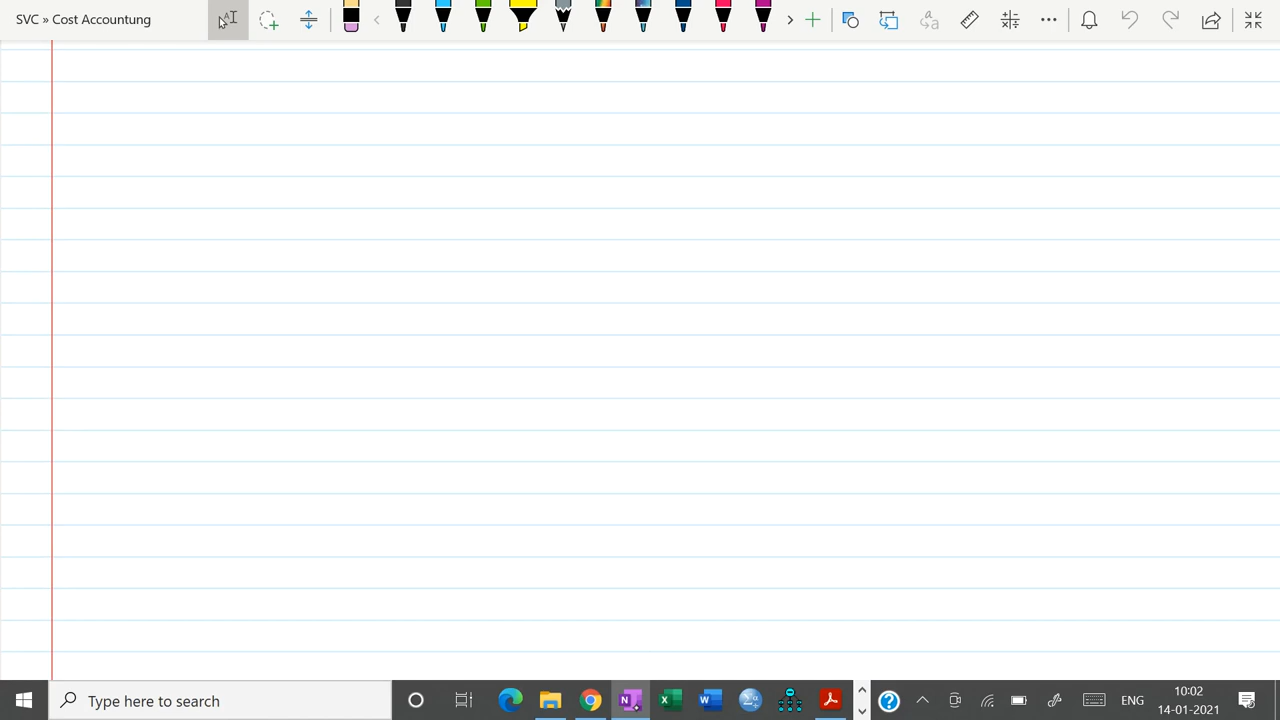 SVC » Cost Accountung
Type here to search
ENG
10:02
14-01-2021